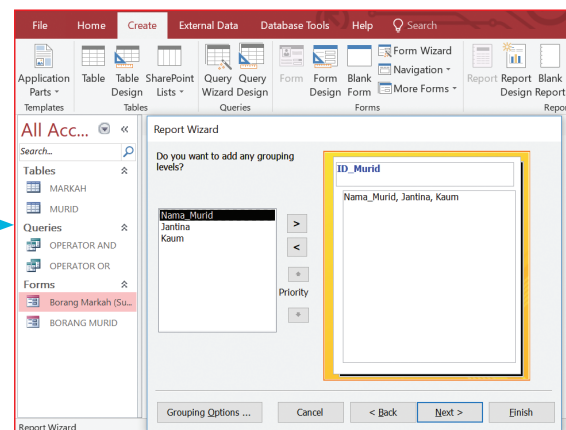 File Home Create External Data Database Tools Help Search
Application Parts
Table
Table Design
SharePoint Lists
Query Wizard
Query Design
Form
Form Design
Blank Form
Form Wizard
Navigation
More Forms
Report
Report Design
Blank Report
Templates Tables Queries Forms Repor
All Acc... «
Search...
Tables
MARKAH
MURID
Queries
OPERATOR AND
OPERATOR OR
Forms
Borang Markah (Su...
BORANG MURID
Report Wizard
Do you want to add any grouping
levels?
Nama_Murid
Jantina
Kaum
>
<
Priority
ID_Murid
Nama_Murid, Jantina, Kaum
Grouping Options ... Cancel < Back Next > Finish
Report Wizard